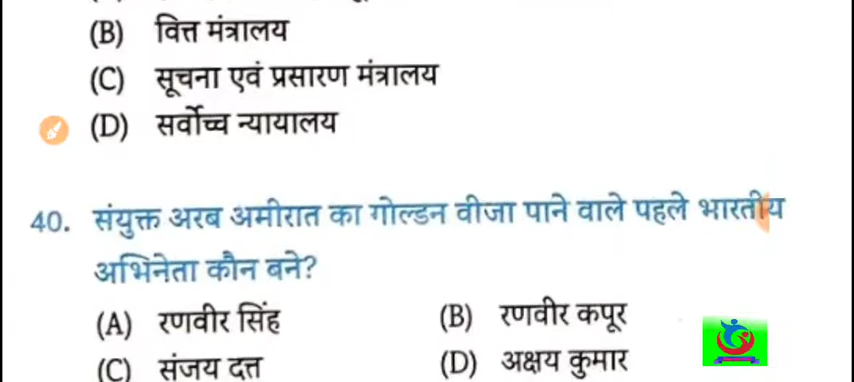 (B) वित्त मंत्रालय
(C) सूचना एवं प्रसारण मंत्रालय
(D) सर्वोच्च न्यायालय
40. संयुक्त अरब अमीरात का गोल्डन वीजा पाने वाले पहले भारतीय
अभिनेता कौन बने?
(A) रणवीर सिंह (B) रणवीर कपूर
(C) संजय दत्त (D) अक्षय कुमार